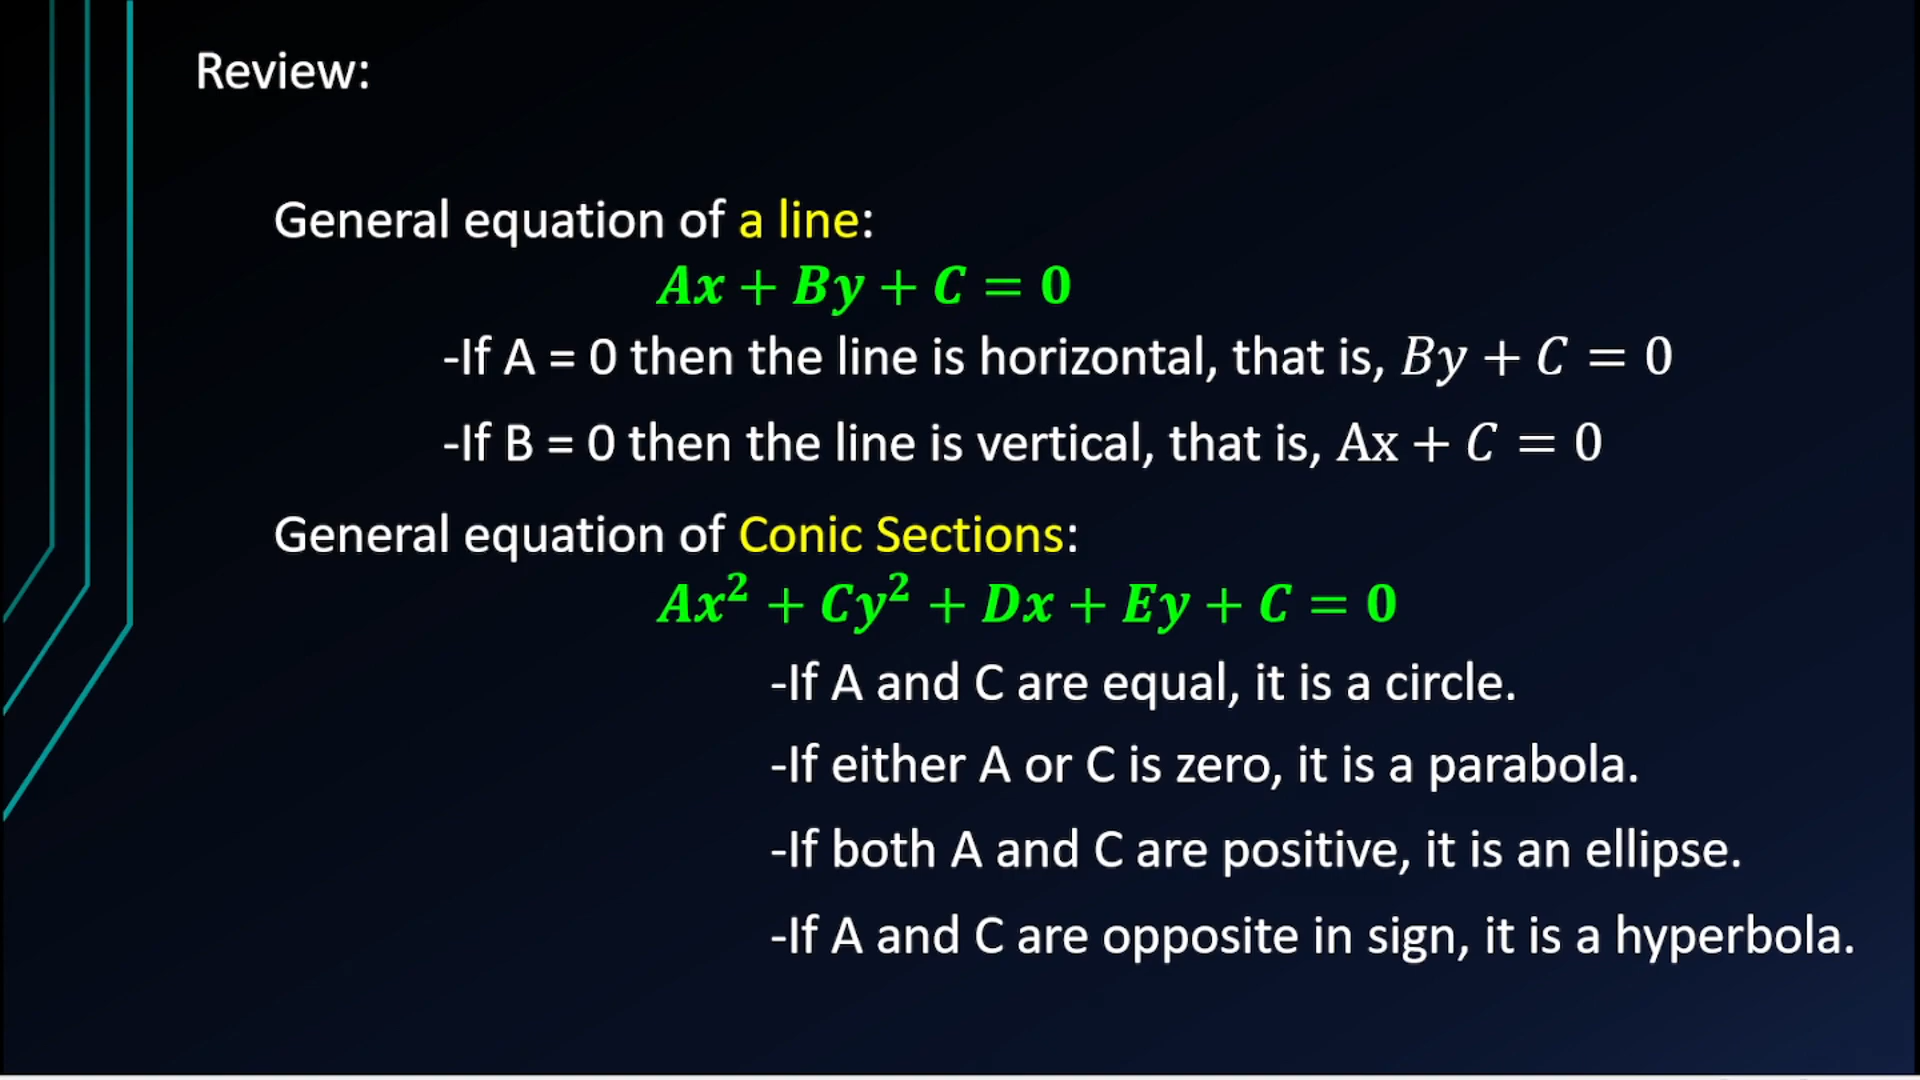 Review:
General equation of a line:
Ax + By + C = 0
-If A = 0 then the line is horizontal, that is, By + C = 0
-If B = 0 then the line is vertical, that is, Ax + C = 0
General equation of Conic Sections:
Ax² + Cy² + Dx + Ey + C = 0
-If A and C are equal, it is a circle.
-If either A or C is zero, it is a parabola.
-If both A and C are positive, it is an ellipse.
-If A and C are opposite in sign, it is a hyperbola.